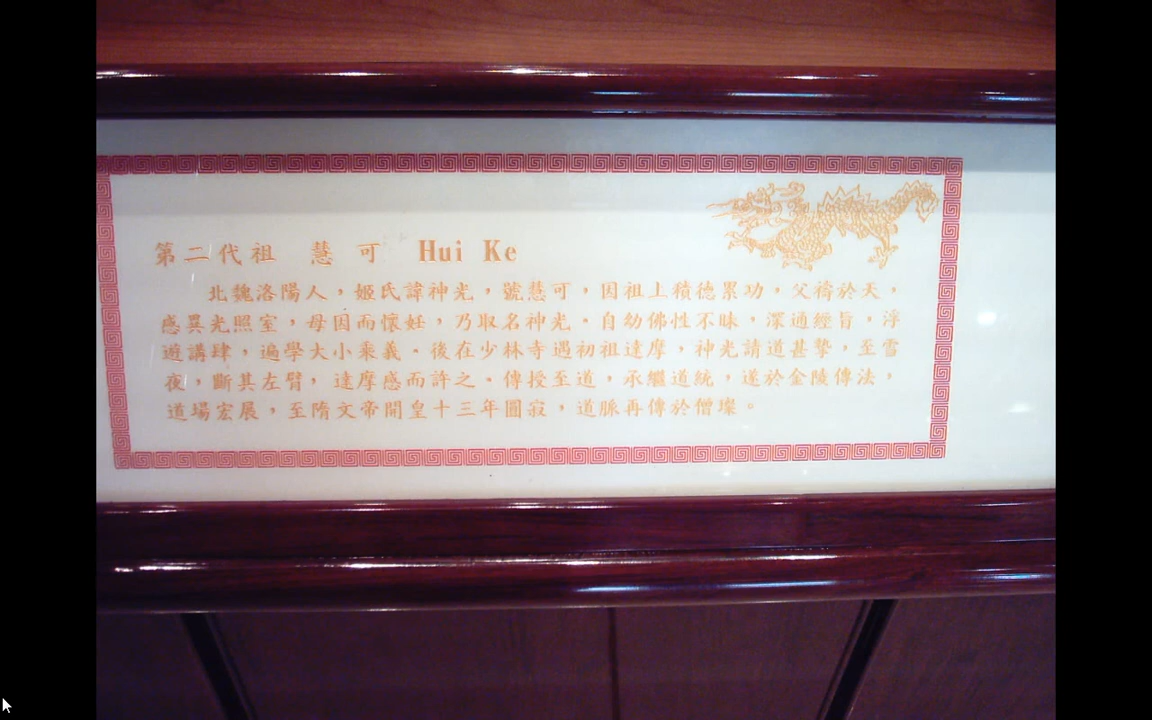 第二代祖 慧 可 Hui Ke
北魏洛陽人，姬氏諱神光，號慧可，因祖上積德累功，父禱於天，
感異光照室，母因而懷妊，乃取名神光。自幼佛性不昧，深通經旨，浮
遊講肆，遍學大小乘義。後在少林寺遇初祖達摩，神光請道甚摯，至雪
夜，斷其左臂，達摩感而許之。傳授至道，承繼道統，遂於金陵傳法，
道場宏展，至隋文帝開皇十三年圓寂，道脈再傳於僧璨。